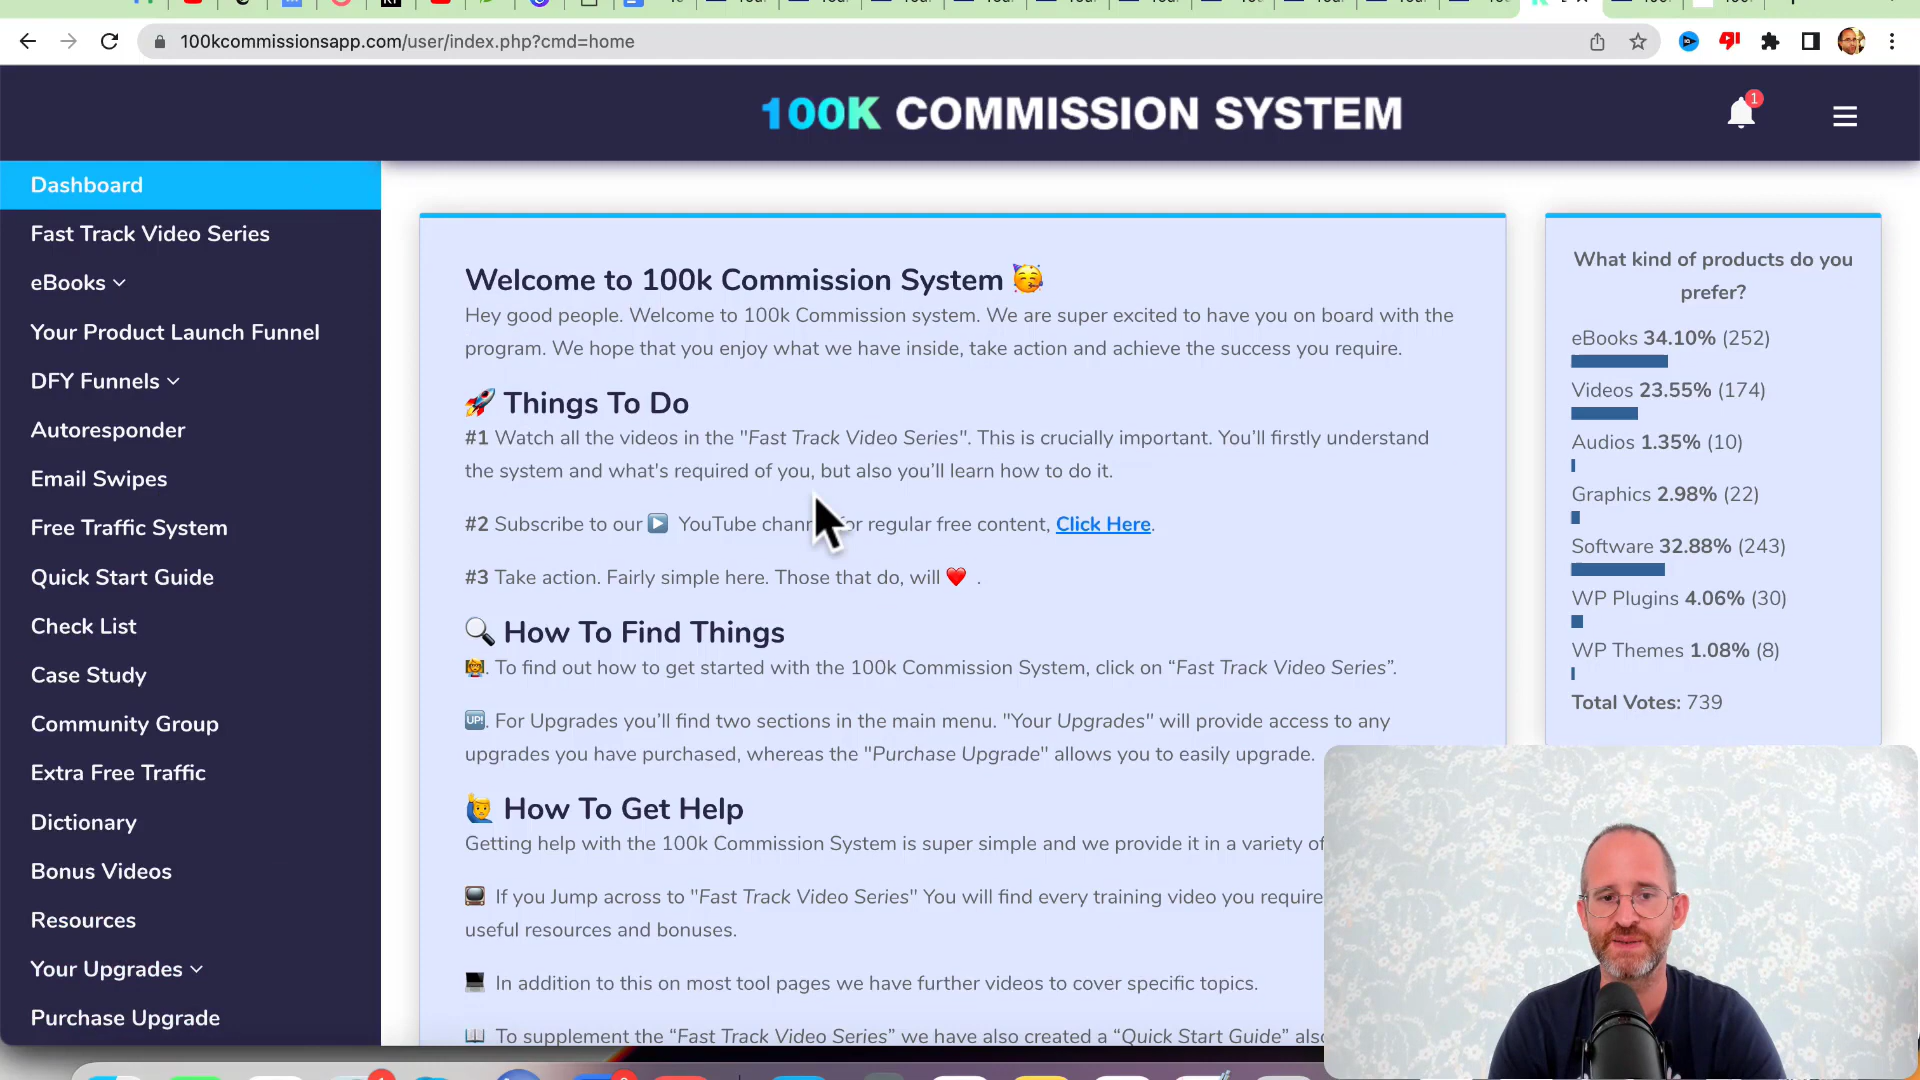 100kcommissionsapp.com/user/index.php?cmd=home
100K COMMISSION SYSTEM
1
Dashboard
Fast Track Video Series
eBooks
Your Product Launch Funnel
DFY Funnels
Autoresponder
Email Swipes
Free Traffic System
Quick Start Guide
Check List
Case Study
Community Group
Extra Free Traffic
Dictionary
Bonus Videos
Resources
Your Upgrades
Purchase Upgrade
Welcome to 100k Commission System 🥳
Hey good people. Welcome to 100k Commission system. We are super excited to have you on board with the
program. We hope that you enjoy what we have inside, take action and achieve the success you require.
🚀 Things To Do
#1 Watch all the videos in the "Fast Track Video Series". This is crucially important. You’ll firstly understand
the system and what's required of you, but also you’ll learn how to do it.
#2 Subscribe to our ▶️ YouTube for regular free content, Click Here.
#3 Take action. Fairly simple here. Those that do, will ❤️ .
🔍 How To Find Things
. To find out how to get started with the 100k Commission System, click on “Fast Track Video Series”.
🆙. For Upgrades you’ll find two sections in the main menu. "Your Upgrades" will provide access to any
upgrades you have purchased, whereas the "Purchase Upgrade" allows you to easily upgrade.
🙋‍♂️ How To Get Help
Getting help with the 100k Commission System is super simple and we provide it in a variety of
📺 If you Jump across to "Fast Track Video Series" You will find every training video you require
useful resources and bonuses.
💻 In addition to this on most tool pages we have further videos to cover specific topics.
📖 To supplement the “Fast Track Video Series” we have also created a “Quick Start Guide”
What kind of products do you
prefer?
eBooks 34.10% (252)
Videos 23.55% (174)
Audios 1.35% (10)
Graphics 2.98% (22)
Software 32.88% (243)
WP Plugins 4.06% (30)
WP Themes 1.08% (8)
Total Votes: 739